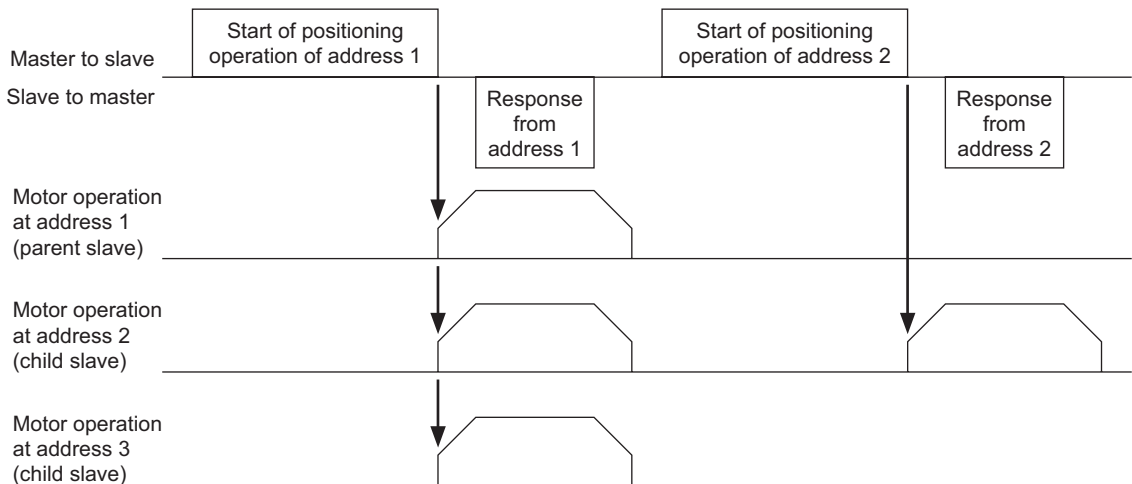 Start of positioning
operation of address 1
Start of positioning
operation of address 2
Master to slave
Slave to master
Response
from
address 1
Response
from
address 2
Motor operation
at address 1
(parent slave)
Motor operation
at address 2
(child slave)
Motor operation
at address 3
(child slave)